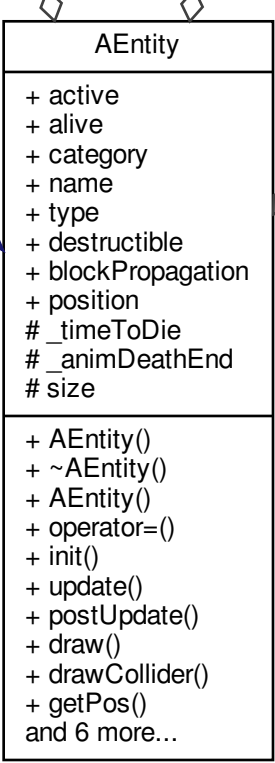 AEntity
+ active
+ alive
+ category
+ name
+ type
+ destructible
+ blockPropagation
+ position
# _timeToDie
# _animDeathEnd
# size
+ AEntity()
+ ~AEntity()
+ AEntity()
+ operator=()
+ init()
+ update()
+ postUpdate()
+ draw()
+ drawCollider()
+ getPos()
and 6 more...